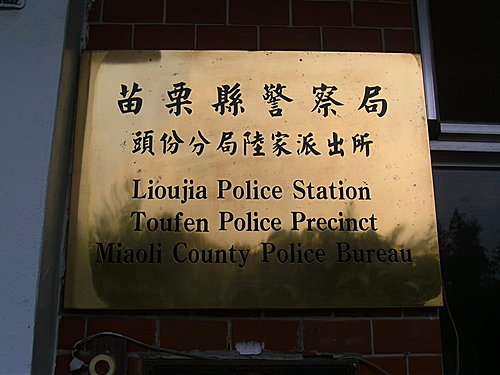 苗栗縣警察局
頭份分局陸家派出所
Lioujia Police Station
Toufen Police Precinct
Miaoli County Police Bureau